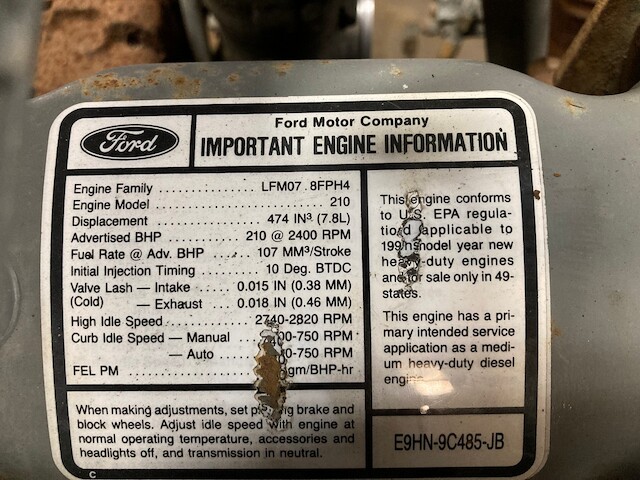 Ford
Ford Motor Company
IMPORTANT ENGINE INFORMATION
Engine Family .................. LFM07.8FPH4
Engine Model .................. 210
Displacement .................. 474 IN³ (7.8L)
Advertised BHP .................. 210 @ 2400 RPM
Fuel Rate @ Adv. BHP .......... 107 MM³/Stroke
Initial Injection Timing .......... 10 Deg. BTDC
Valve Lash — Intake .......... 0.015 IN (0.38 MM)
(Cold) — Exhaust .......... 0.018 IN (0.46 MM)
High Idle Speed .......... 2740-2820 RPM
Curb Idle Speed — Manual 750 RPM
— Auto 750 RPM
FEL PM .......... gm/BHP-hr
When making adjustments, set brake and
block wheels. Adjust idle speed with engine at
normal operating temperature, accessories and
headlights off, and transmission in neutral.
This engine conforms
to U.S. EPA regula-
applicable to
model year new
heavy-duty engines
and for sale only in 49-
states.
This engine has a pri-
mary intended service
application as a medi-
um heavy-duty diesel
E9HN-9C485-JB
C